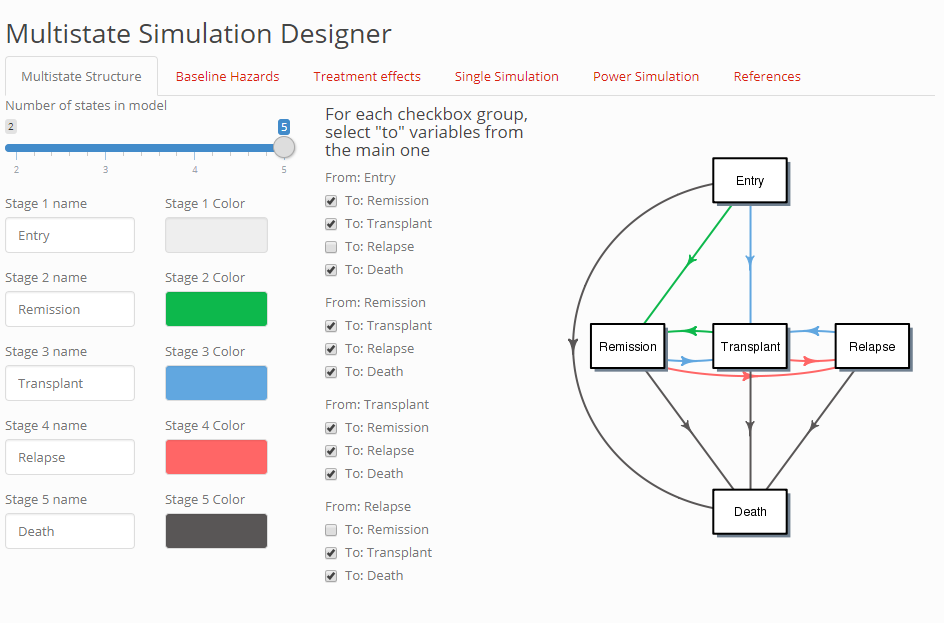 Multistate Simulation Designer
Multistate Structure
Baseline Hazards
Treatment effects
Single Simulation
Power Simulation
References
Number of states in model
2
5
2
3
4
5
Stage 1 name
Stage 1 Color
Entry
Stage 2 name
Stage 2 Color
Remission
Stage 3 name
Stage 3 Color
Transplant
Stage 4 name
Stage 4 Color
Relapse
Stage 5 name
Stage 5 Color
Death
For each checkbox group,
select "to" variables from
the main one
From: Entry
To: Remission
To: Transplant
To: Relapse
To: Death
From: Remission
To: Transplant
To: Relapse
To: Death
From: Transplant
To: Remission
To: Relapse
To: Death
From: Relapse
To: Remission
To: Transplant
To: Death
Entry
Remission
Transplant
Relapse
Death